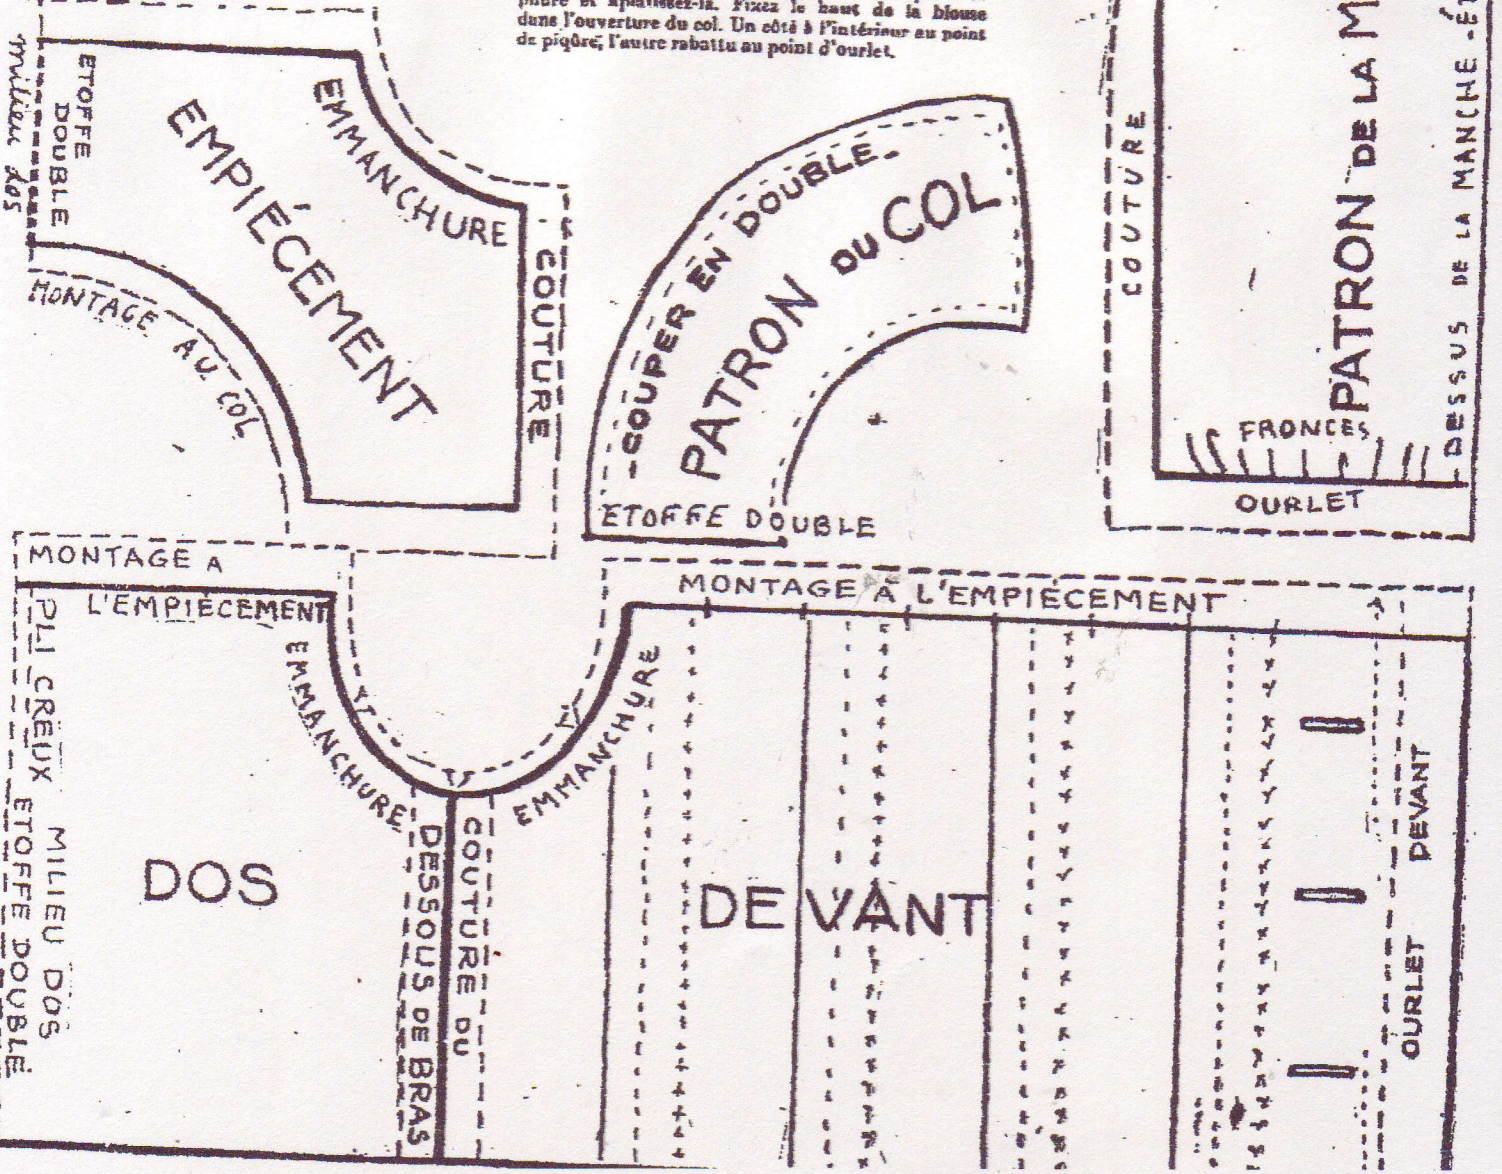 piqûre et aplatissez-la. Fixez le haut de la blouse
dans l'ouverture du col. Un côté à l'intérieur au point
de piqûre, l'autre rabattu au point d'ourlet.
milieu dos
ETOFFE
DOUBLE
EMPIÉCEMENT
EMMANCHURE
COUTURE
MONTAGE AU COL
COUPER EN DOUBLE
PATRON DU COL
ETOFFE DOUBLE
COUTURE
PATRON DE LA M
DESSUS DE LA MANCHE - É
FRONCES
OURLET
MONTAGE A
L'EMPIÉCEMENT
PLI CREUX
MILIEU DOS
ETOFFE DOUBLE
EMMANCHURE
DOS
DESSOUS DE BRAS
COUTURE DU
EMMANCHURE
MONTAGE À L'EMPIÉCEMENT
DEVANT
OURLET DEVANT